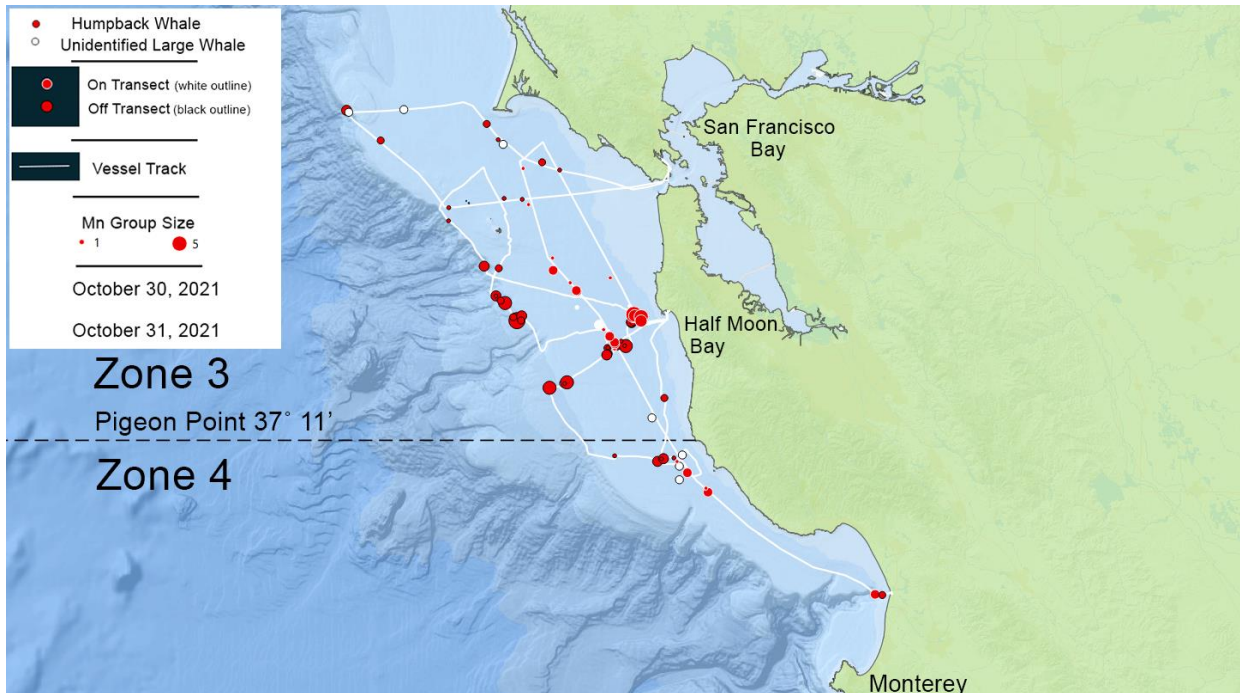 Humpback Whale
Unidentified Large Whale
On Transect (white outline)
Off Transect (black outline)
Vessel Track
Mn Group Size
1 5
October 30, 2021
October 31, 2021
Zone 3
Pigeon Point 37° 11’
Zone 4
San Francisco
Bay
Half Moon
Bay
Monterey